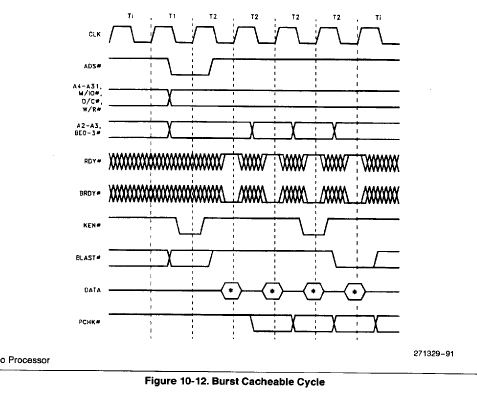 Ti T1 T2 T2 T2 T2 Ti
CLK
ADS#
A4-A31,
M/IO#,
D/C#,
W/R#
A2-A3,
BE0-3#
RDY#
BRDY#
KEN#
BLAST#
DATA * * * *
PCHK#
271329-91
o Processor
Figure 10-12. Burst Cacheable Cycle